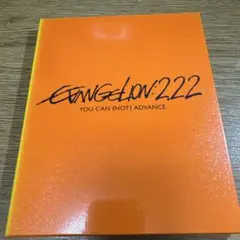 EVANGELION:2.22
YOU CAN (NOT) ADVANCE.